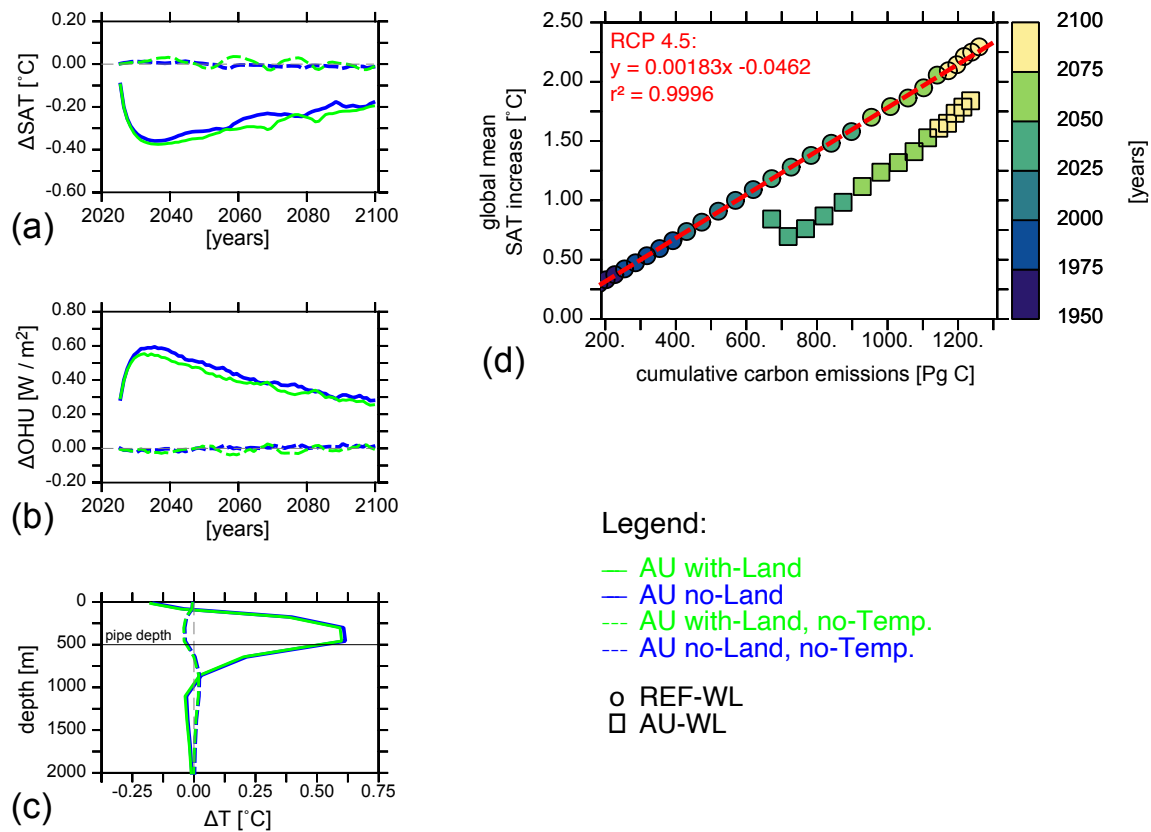 0.20
0.00
-0.20
-0.40
-0.60
ΔSAT [˚C]
2020 2040 2060 2080 2100
[years]
(a)
0.80
0.60
0.40
0.20
0.00
-0.20
ΔOHU [W / m²]
2020 2040 2060 2080 2100
[years]
(b)
0
500
1000
1500
2000
depth [m]
pipe depth
-0.25 0.00 0.25 0.50 0.75
ΔT [˚C]
(c)
2.50
2.00
1.50
1.00
0.50
0.00
global mean
SAT increase [˚C]
RCP 4.5:
y = 0.00183x -0.0462
r² = 0.9996
200. 400. 600. 800. 1000. 1200.
cumulative carbon emissions [Pg C]
(d)
2100
2075
2050
2025
2000
1975
1950
[years]
Legend:
AU with-Land
AU no-Land
AU with-Land, no-Temp.
AU no-Land, no-Temp.
REF-WL
AU-WL